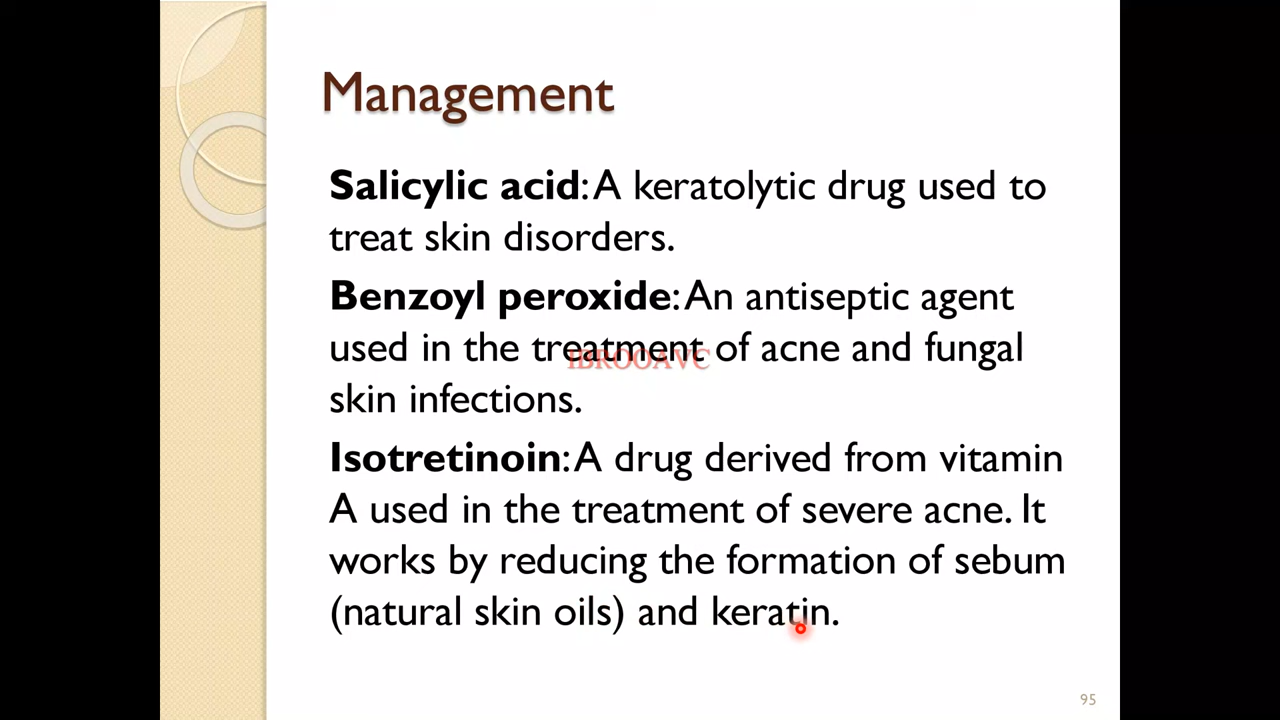 Management
Salicylic acid: A keratolytic drug used to
treat skin disorders.
Benzoyl peroxide: An antiseptic agent
used in the treatment of acne and fungal
IBROOAVC
skin infections.
Isotretinoin: A drug derived from vitamin
A used in the treatment of severe acne. It
works by reducing the formation of sebum
(natural skin oils) and keratin.
95